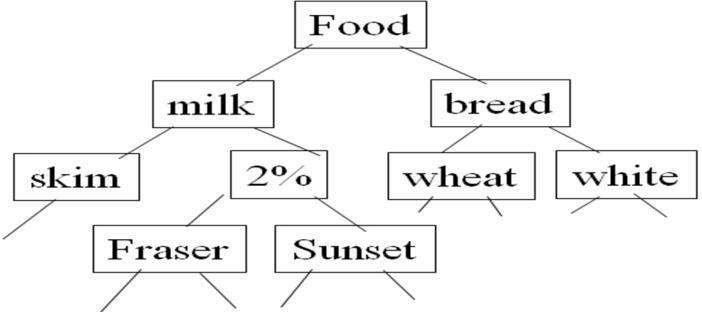 Food
milk
bread
skim
2%
wheat
white
Fraser
Sunset